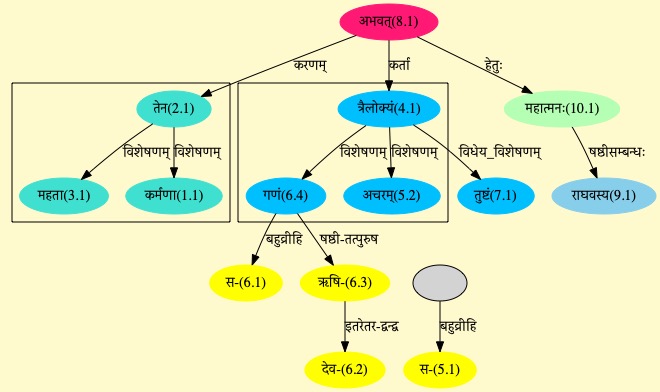 अभवत्(8.1)
करणम् कर्ता हेतुः
तेन(2.1) त्रैलोक्यं(4.1) महात्मनः(10.1)
विशेषणम् विशेषणम् विशेषणम् विशेषणम् विधेय_विशेषणम् षष्ठीसम्बन्धः
महता(3.1) कर्मणा(1.1) गणं(6.4) अचरम्(5.2) तुष्टं(7.1) राघवस्य(9.1)
बहुव्रीहि षष्ठी-तत्पुरुष
स-(6.1) ऋषि-(6.3)
इतरेतर-द्वन्द्व बहुव्रीहि
देव-(6.2) स-(5.1)